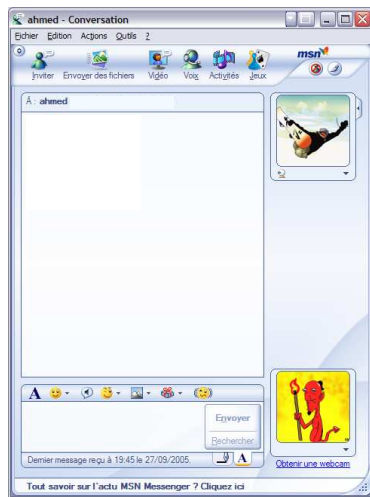 ahmed - Conversation
Fichier Edition Actions Outils ?
msn
Inviter Envoyer des fichiers Vidéo Voix Activités Jeux
À : ahmed
A
Envoyer
Rechercher
Dernier message reçu à 19:45 le 27/09/2005.
A
Obtenir une webcam
Tout savoir sur l'actu MSN Messenger ? Cliquez ici